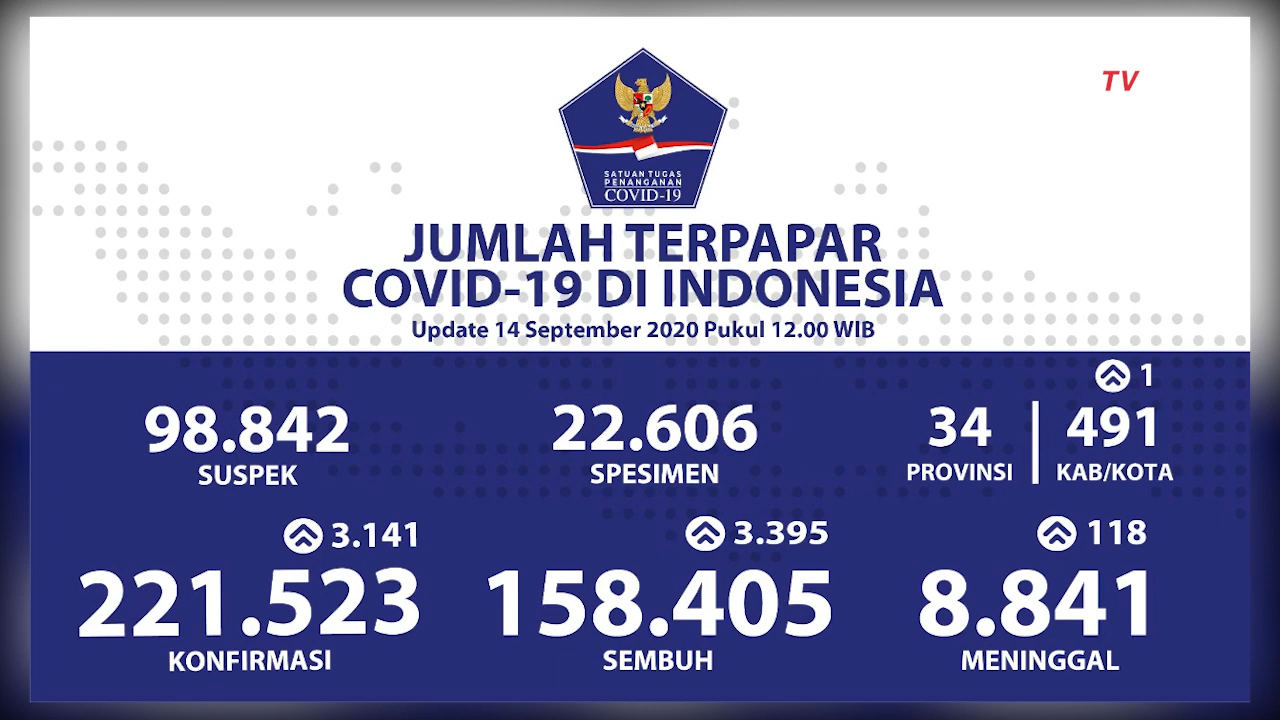 TV
SATUAN TUGAS
PENANGANAN
COVID-19
JUMLAH TERPAPAR
COVID-19 DI INDONESIA
Update 14 September 2020 Pukul 12.00 WIB
98.842
SUSPEK
22.606
SPESIMEN
34
PROVINSI
1
491
KAB/KOTA
3.141
221.523
KONFIRMASI
3.395
158.405
SEMBUH
118
8.841
MENINGGAL